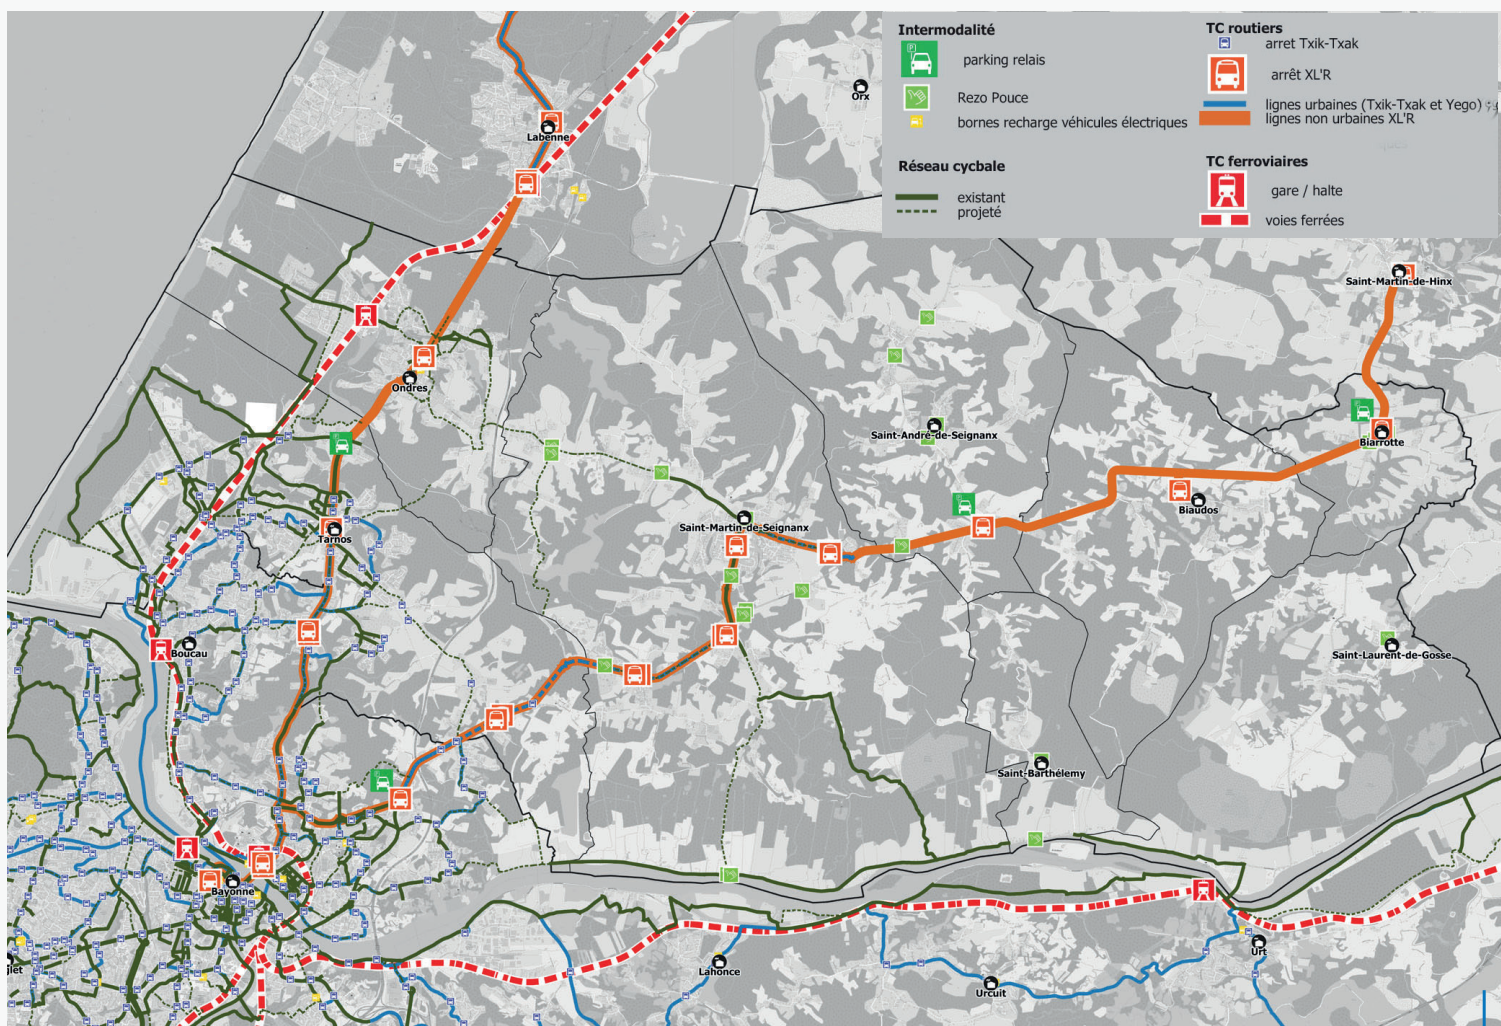 Intermodalité
parking relais
Rezo Pouce
bornes recharge véhicules électriques
Réseau cycbale
existant
projeté
TC routiers
arret Txik-Txak
arrêt XL'R
lignes urbaines (Txik-Txak et Yego)
lignes non urbaines XL'R
TC ferroviaires
gare / halte
voies ferrées
Orx
Labenne
Saint-Martin-de-Hinx
Ondres
Saint-André-de-Seignanx
Biarrotte
Biaudos
Saint-Martin-de-Seignanx
Tarnos
Boucau
Saint-Laurent-de-Gosse
Saint-Barthélemy
Bayonne
Urt
Lahonce
glet
Urcuit